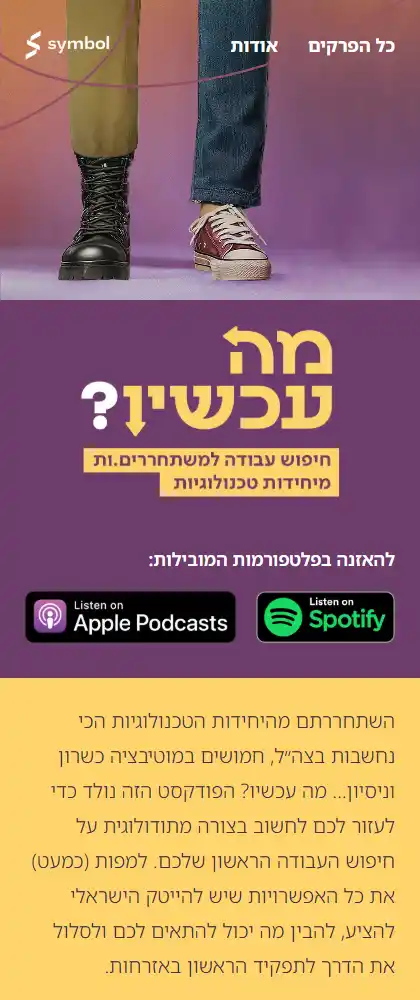 כל הפרקים
אודות
symbol
מה
עכשיו?
חיפוש עבודה למשתחררים.ות
מיחידות טכנולוגיות
להאזנה בפלטפורמות המובילות:
Listen on
Spotify
Listen on
Apple Podcasts
השתחררתם מהיחידות הטכנולוגיות הכי
נחשבות בצה״ל, חמושים במוטיבציה כשרון
וניסיון... מה עכשיו? הפודקסט הזה נולד כדי
לעזור לכם לחשוב בצורה מתודולוגית על
חיפוש העבודה הראשון שלכם. למפות (כמעט)
את כל האפשרויות שיש להייטק הישראלי
להציע, להבין מה יכול להתאים לכם ולסלול
את הדרך לתפקיד הראשון באזרחות.